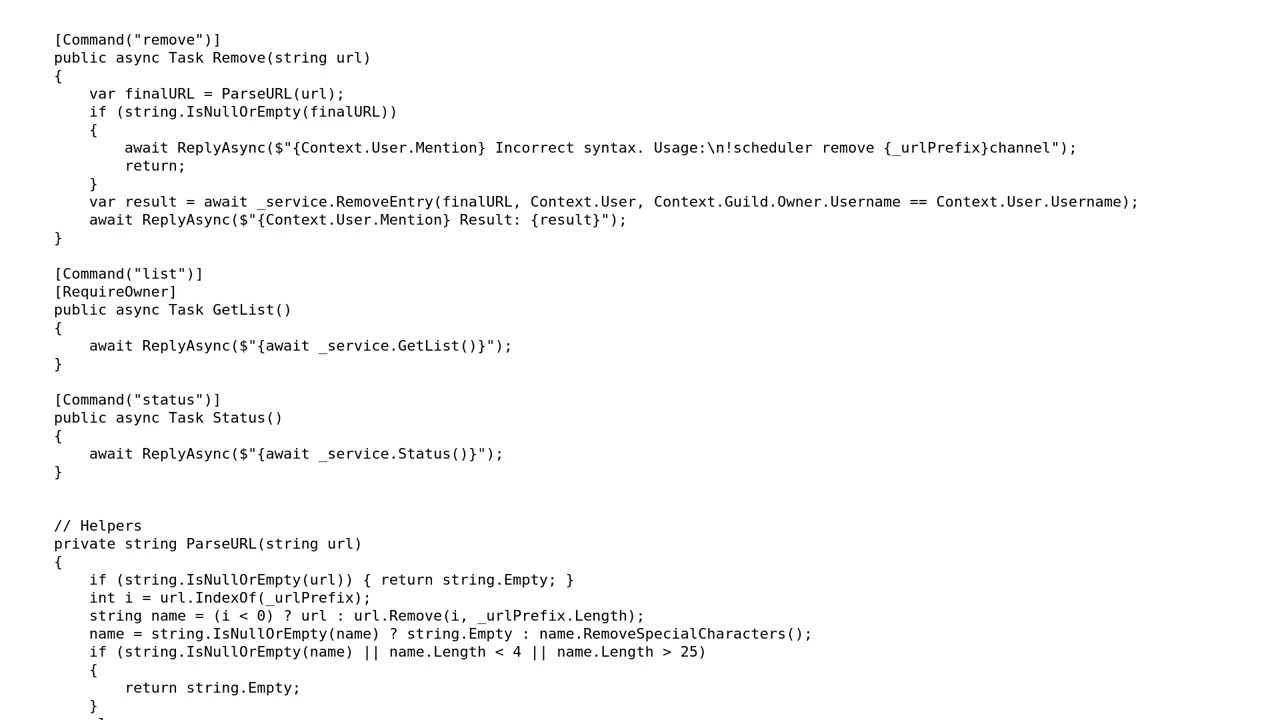 [Command("remove")]
public async Task Remove(string url)
{
    var finalURL = ParseURL(url);
    if (string.IsNullOrEmpty(finalURL))
    {
        await ReplyAsync($"{Context.User.Mention} Incorrect syntax. Usage:\n!scheduler remove {_urlPrefix}channel");
        return;
    }
    var result = await _service.RemoveEntry(finalURL, Context.User, Context.Guild.Owner.Username == Context.User.Username);
    await ReplyAsync($"{Context.User.Mention} Result: {result}");
}

[Command("list")]
[RequireOwner]
public async Task GetList()
{
    await ReplyAsync($"{await _service.GetList()}");
}

[Command("status")]
public async Task Status()
{
    await ReplyAsync($"{await _service.Status()}");
}


// Helpers
private string ParseURL(string url)
{
    if (string.IsNullOrEmpty(url)) { return string.Empty; }
    int i = url.IndexOf(_urlPrefix);
    string name = (i < 0) ? url : url.Remove(i, _urlPrefix.Length);
    name = string.IsNullOrEmpty(name) ? string.Empty : name.RemoveSpecialCharacters();
    if (string.IsNullOrEmpty(name) || name.Length < 4 || name.Length > 25)
    {
        return string.Empty;
    }